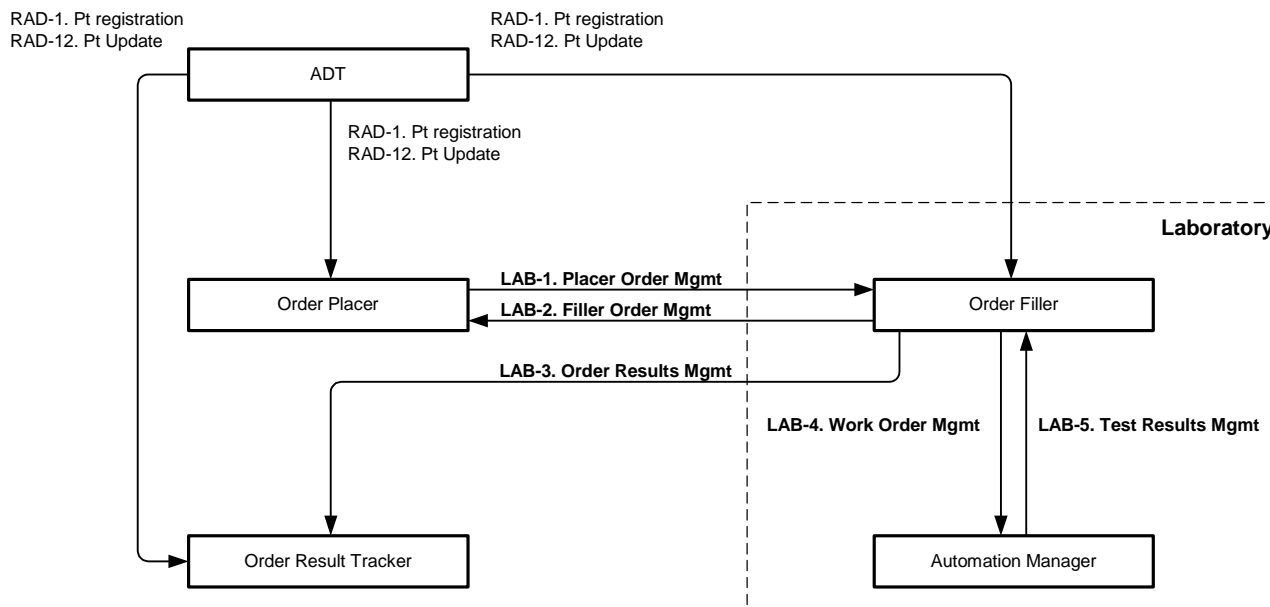 RAD-1. Pt registration
RAD-12. Pt Update
RAD-1. Pt registration
RAD-12. Pt Update
ADT
RAD-1. Pt registration
RAD-12. Pt Update
Laboratory
LAB-1. Placer Order Mgmt
Order Placer
Order Filler
LAB-2. Filler Order Mgmt
LAB-3. Order Results Mgmt
LAB-4. Work Order Mgmt
LAB-5. Test Results Mgmt
Order Result Tracker
Automation Manager